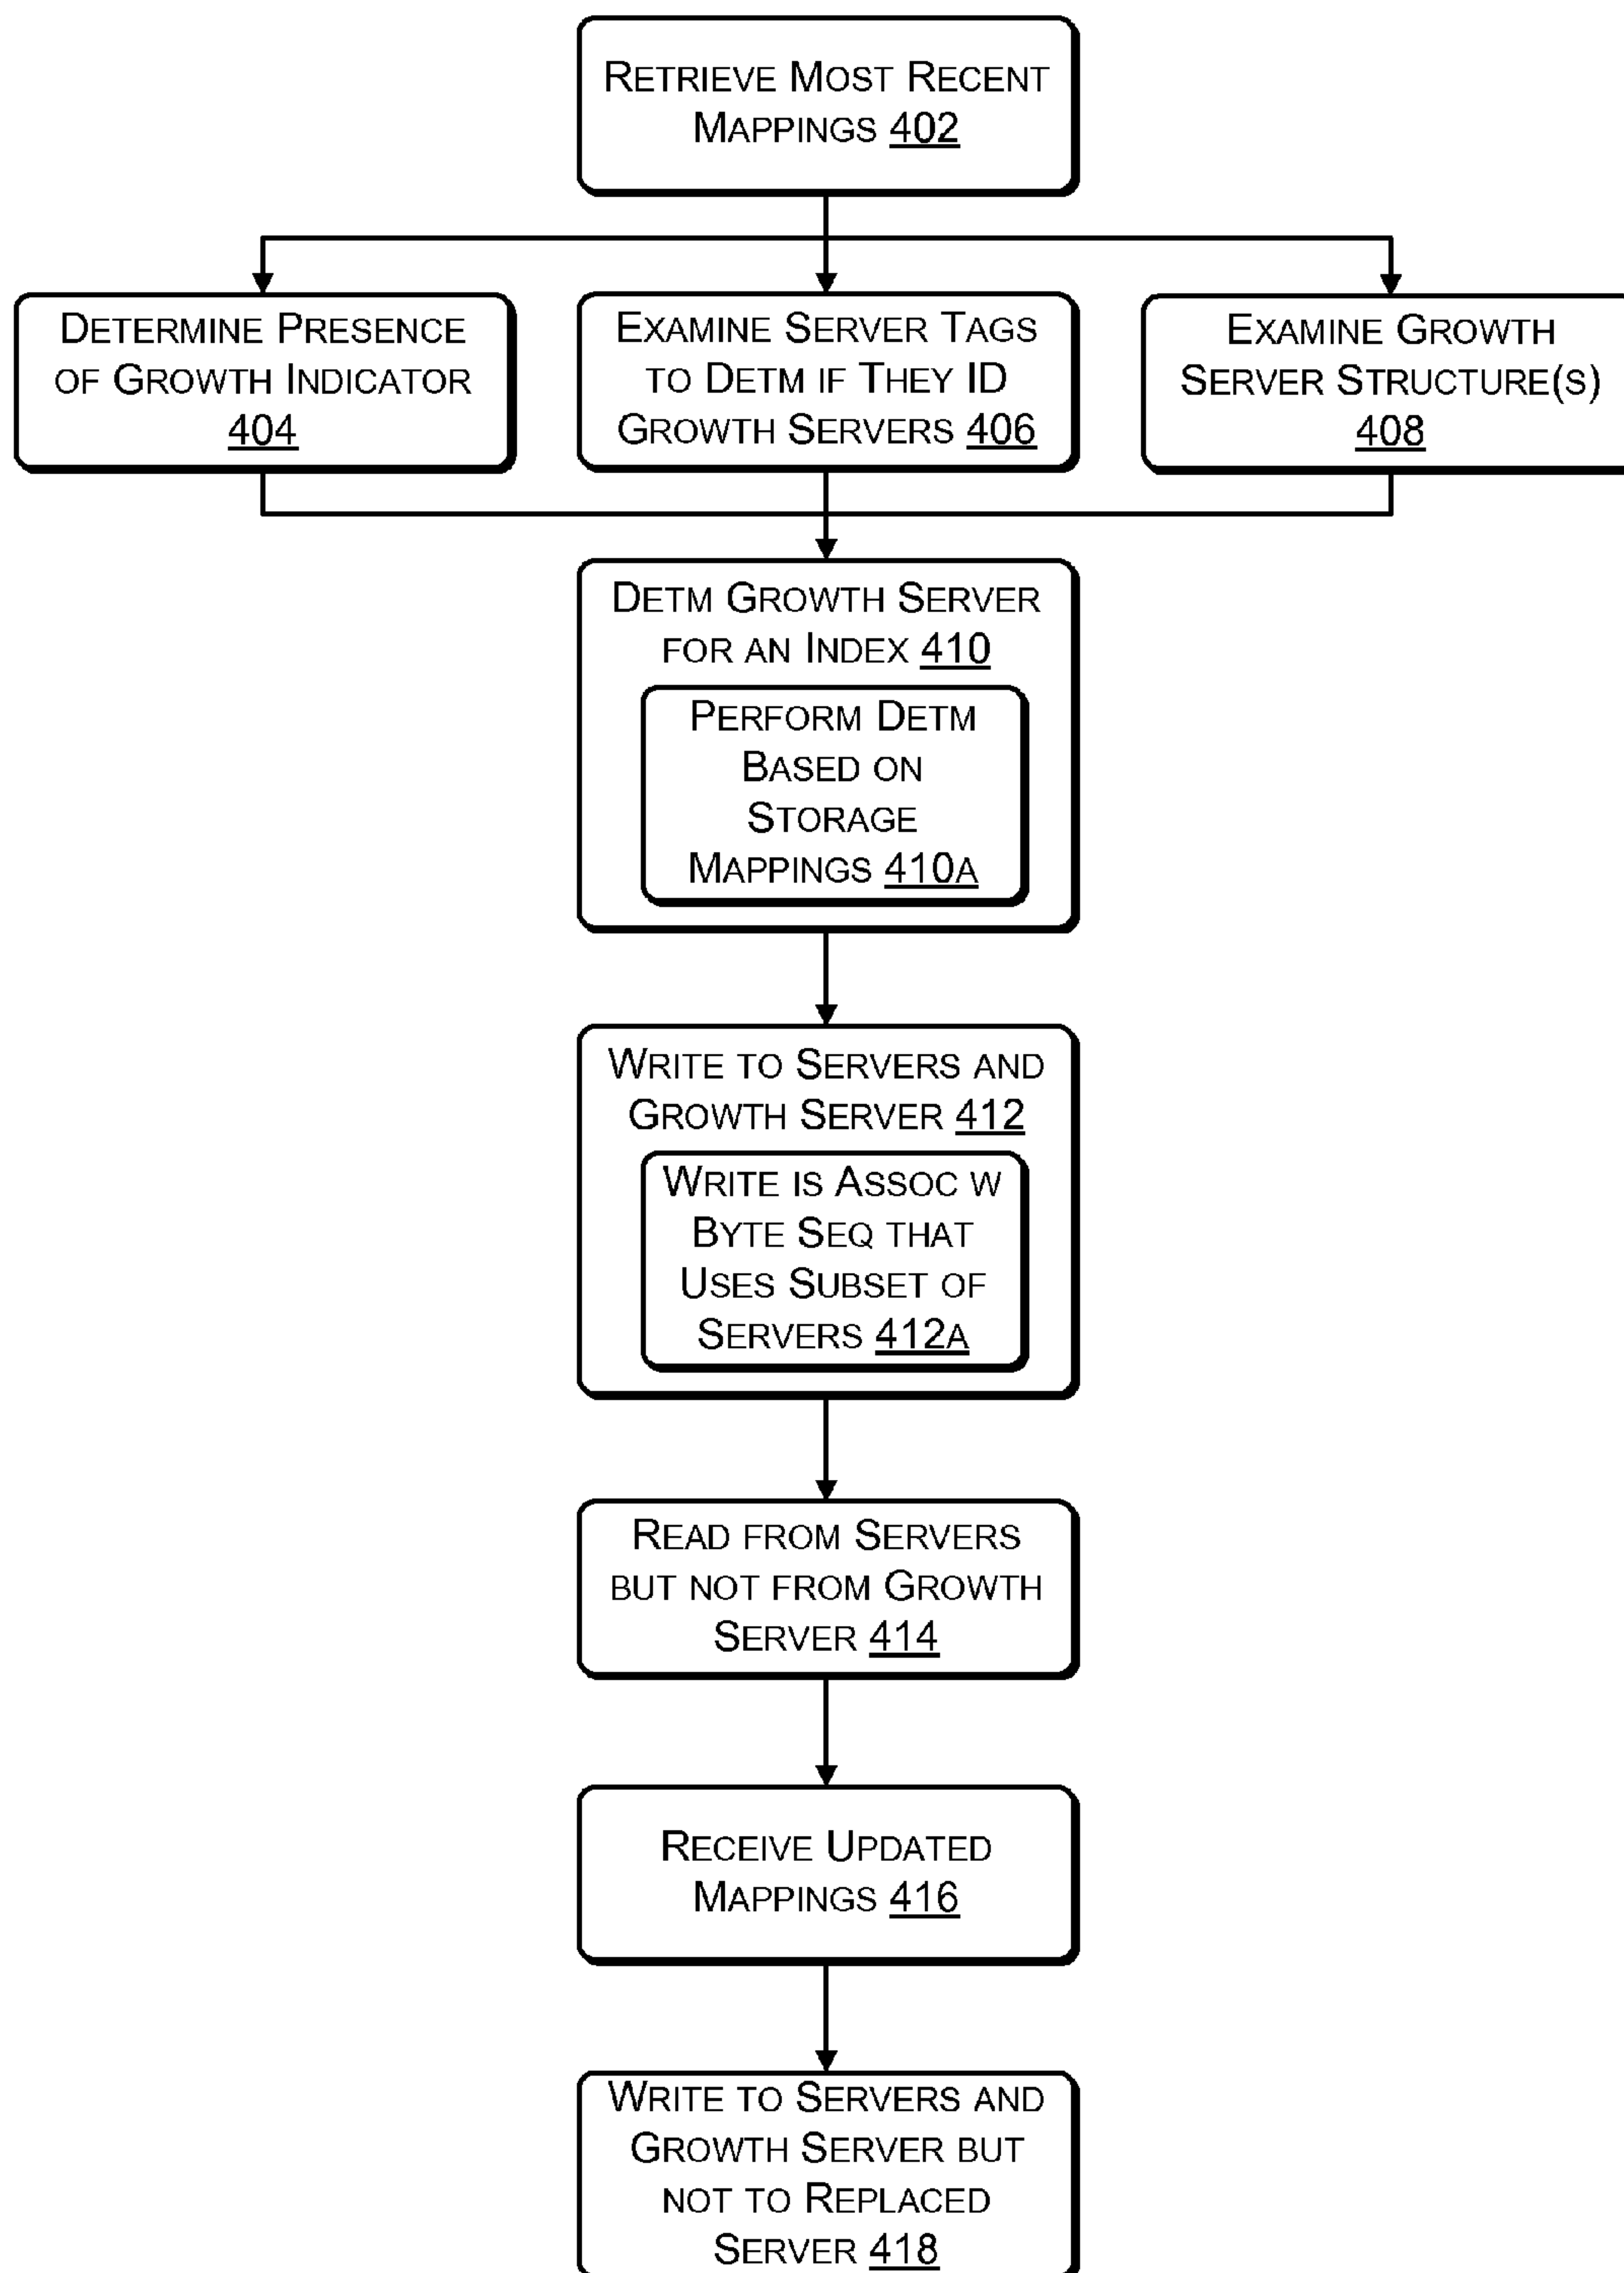 RETRIEVE MOST RECENT
MAPPINGS 402
DETERMINE PRESENCE
OF GROWTH INDICATOR
404
EXAMINE SERVER TAGS
TO DETM IF THEY ID
GROWTH SERVERS 406
EXAMINE GROWTH
SERVER STRUCTURE(S)
408
DETM GROWTH SERVER
FOR AN INDEX 410
PERFORM DETM
BASED ON
STORAGE
MAPPINGS 410A
WRITE TO SERVERS AND
GROWTH SERVER 412
WRITE IS ASSOC W
BYTE SEQ THAT
USES SUBSET OF
SERVERS 412A
READ FROM SERVERS
BUT NOT FROM GROWTH
SERVER 414
RECEIVE UPDATED
MAPPINGS 416
WRITE TO SERVERS AND
GROWTH SERVER BUT
NOT TO REPLACED
SERVER 418